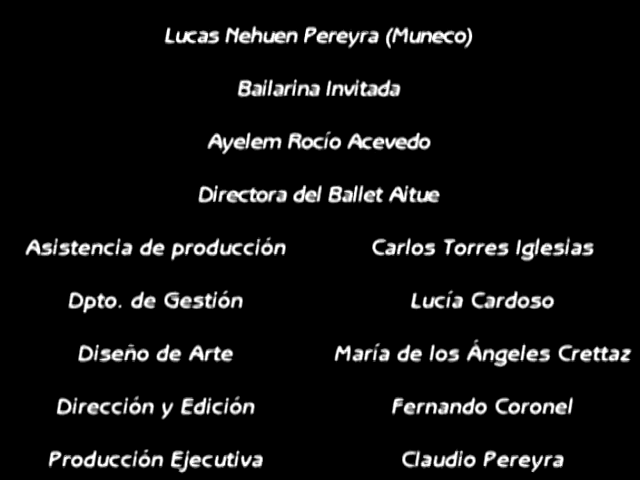 Lucas Nehuen Pereyra (Muneco)
Bailarina Invitada
Ayelem Rocío Acevedo
Directora del Ballet Aitue
Asistencia de producción Carlos Torres Iglesias
Dpto. de Gestión Lucía Cardoso
Diseño de Arte María de los Ángeles Crettaz
Dirección y Edición Fernando Coronel
Producción Ejecutiva Claudio Pereyra